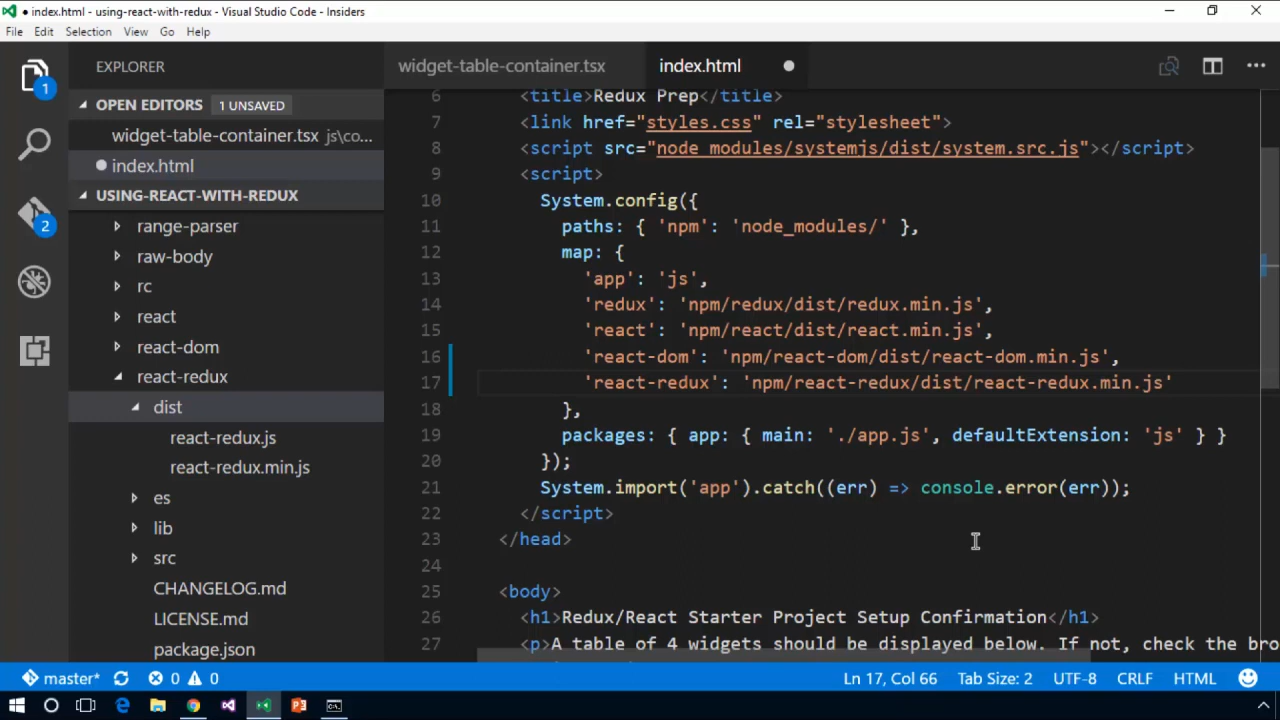 ● index.html - using-react-with-redux - Visual Studio Code - Insiders
File Edit Selection View Go Help
EXPLORER
OPEN EDITORS 1 UNSAVED
widget-table-container.tsx js\co...
index.html
USING-REACT-WITH-REDUX
range-parser
raw-body
rc
react
react-dom
react-redux
dist
react-redux.js
react-redux.min.js
es
lib
src
CHANGELOG.md
LICENSE.md
package.json
1
2
widget-table-container.tsx index.html
6 <title>Redux Prep</title>
7 <link href="styles.css" rel="stylesheet">
8 <script src="node_modules/systemjs/dist/system.src.js"></script>
9 <script>
10 System.config({
11 paths: { 'npm': 'node_modules/' },
12 map: {
13 'app': 'js',
14 'redux': 'npm/redux/dist/redux.min.js',
15 'react': 'npm/react/dist/react.min.js',
16 'react-dom': 'npm/react-dom/dist/react-dom.min.js',
17 'react-redux': 'npm/react-redux/dist/react-redux.min.js'
18 },
19 packages: { app: { main: './app.js', defaultExtension: 'js' } }
20 });
21 System.import('app').catch((err) => console.error(err));
22 </script>
23 </head>
24
25 <body>
26 <h1>Redux/React Starter Project Setup Confirmation</h1>
27 <p>A table of 4 widgets should be displayed below. If not, check the bro
master* 0 0 Ln 17, Col 66 Tab Size: 2 UTF-8 CRLF HTML